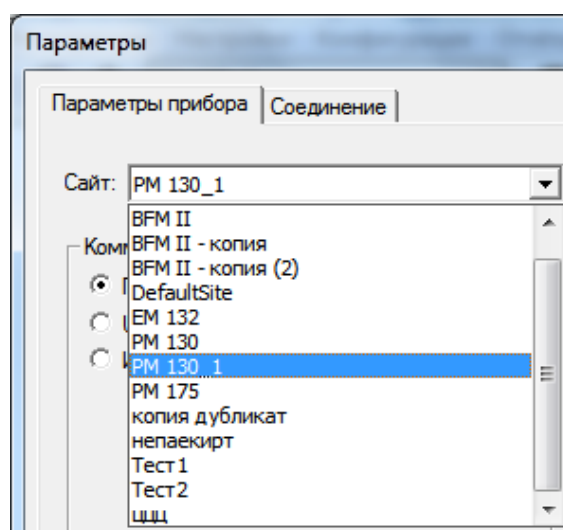 Параметры
Параметры прибора
Соединение
Сайт:
PM 130_1
BFM II
BFM II - копия
BFM II - копия (2)
DefaultSite
EM 132
PM 130
PM 130_1
PM 175
копия дубликат
непаекирт
Тест1
Тест2
ццц